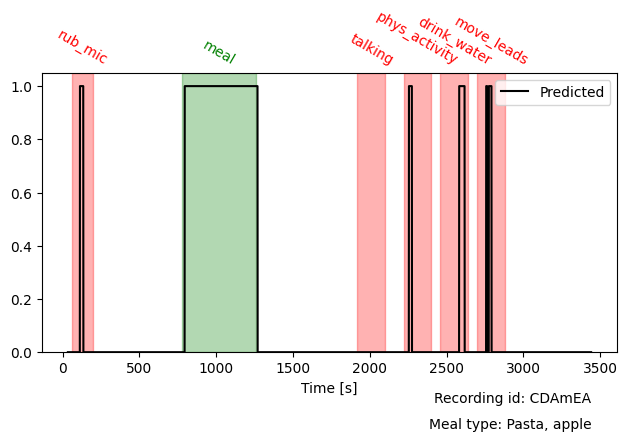 rub_mic
meal
talking
phys_activity
drink_water
move_leads
Predicted
1.0
0.8
0.6
0.4
0.2
0.0
0 500 1000 1500 2000 2500 3000 3500
Time [s]
Recording id: CDAmEA
Meal type: Pasta, apple